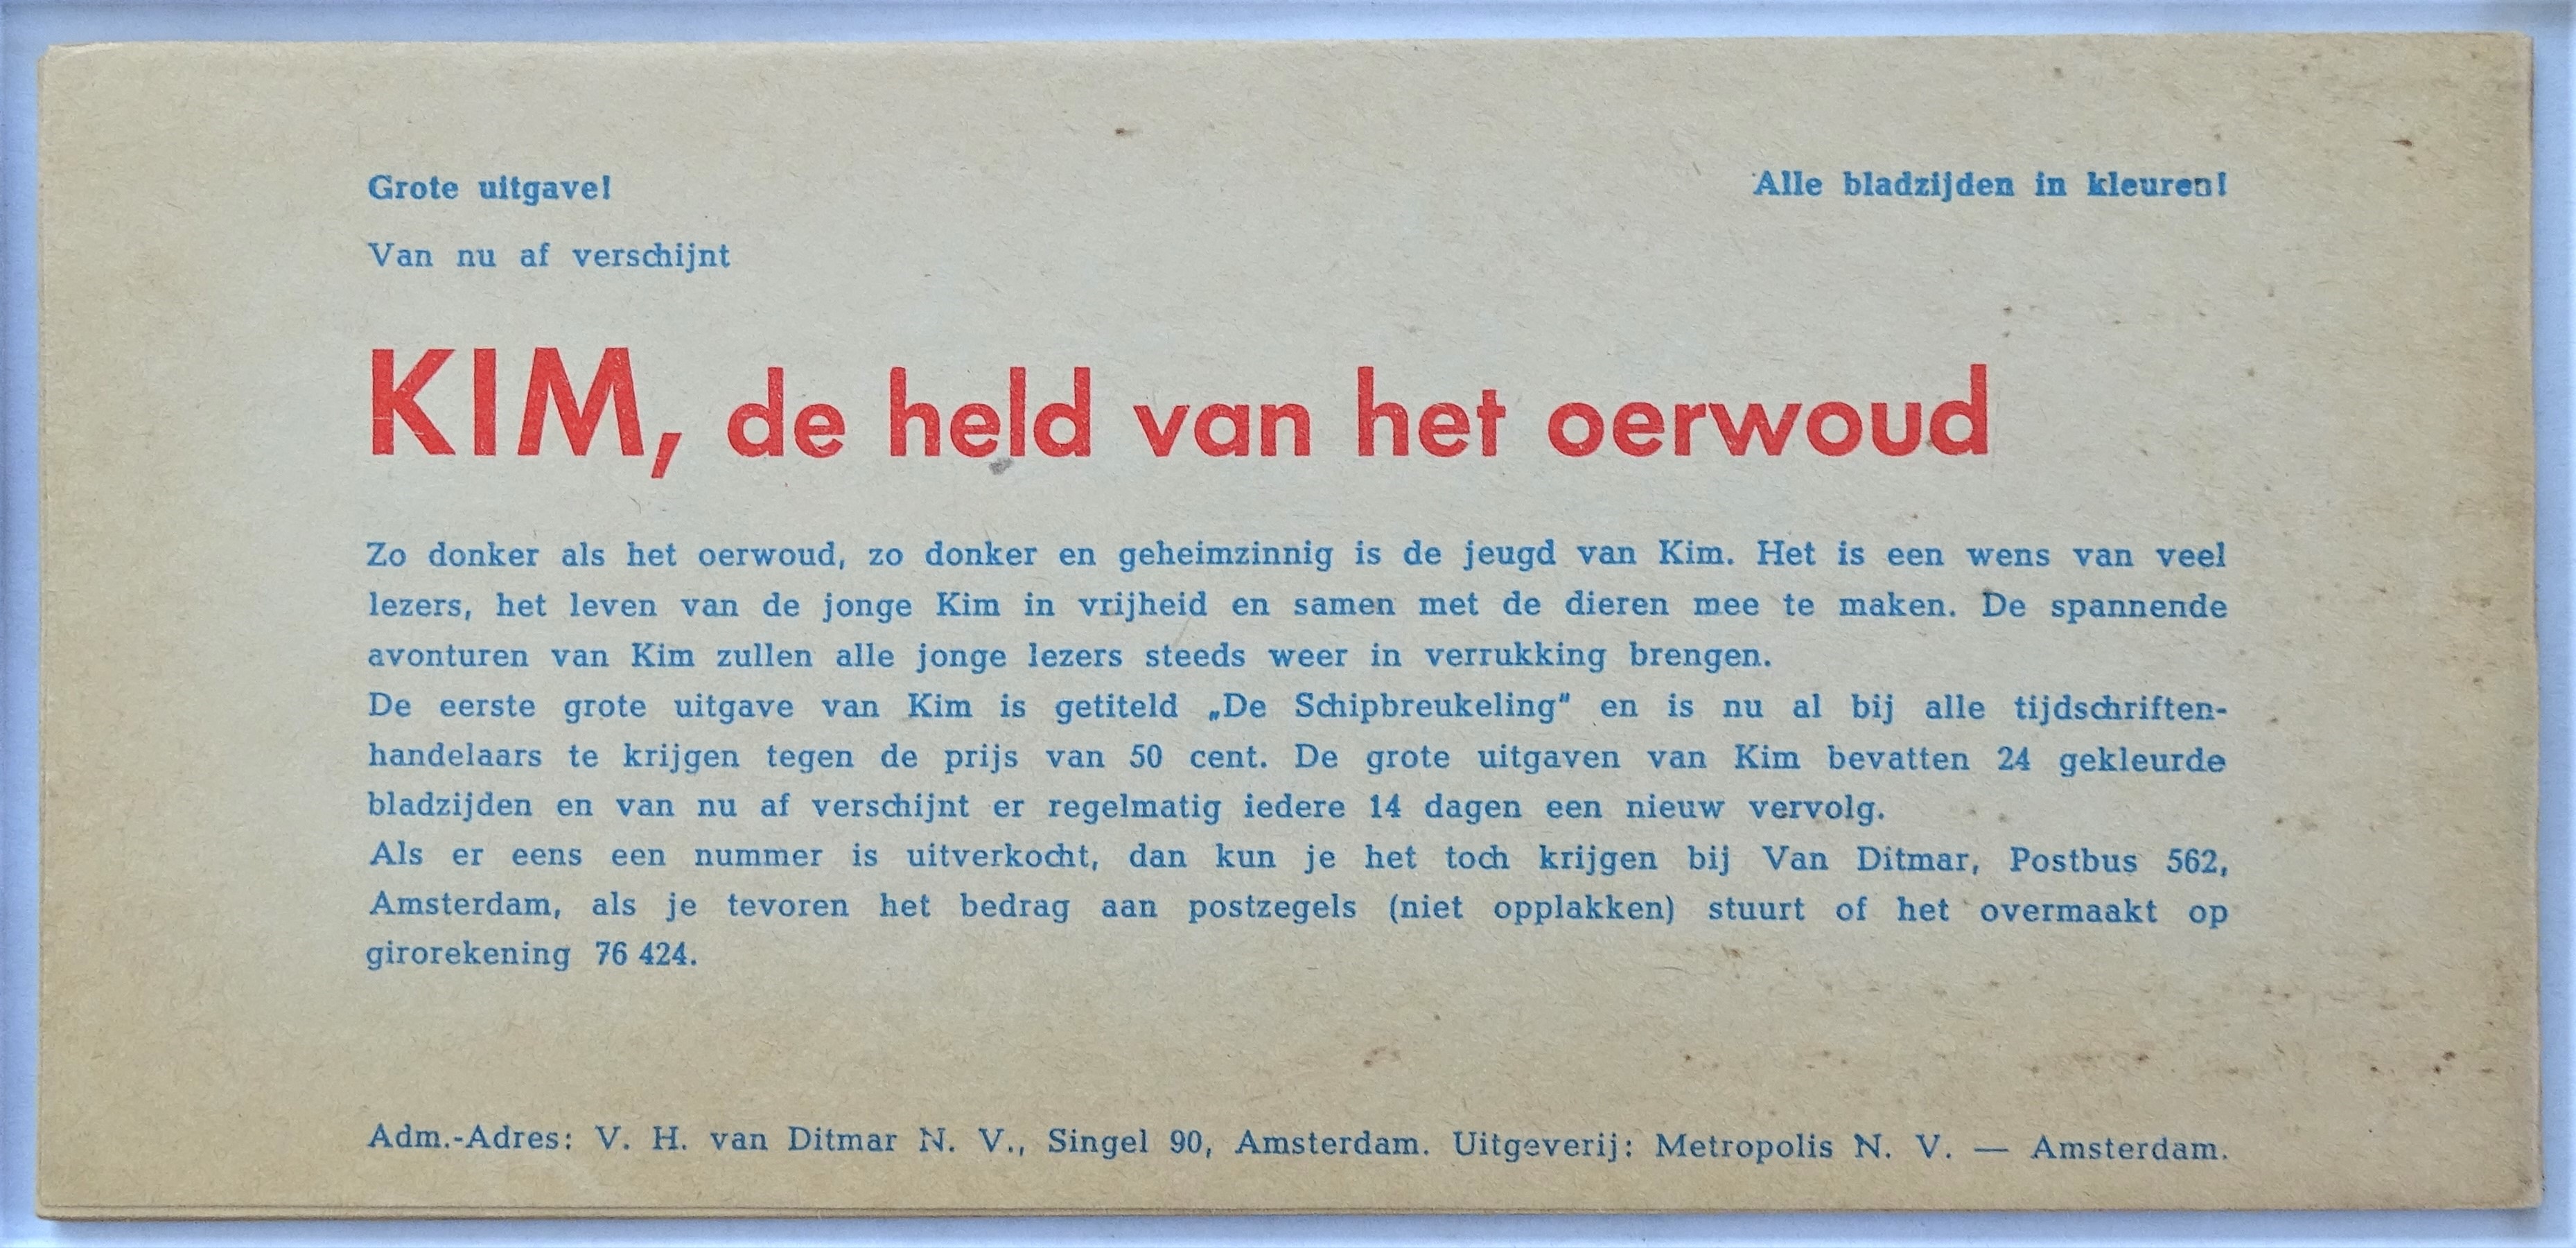 Grote uitgave! Alle bladzijden in kleuren!
Van nu af verschijnt
KIM, de held van het oerwoud
Zo donker als het oerwoud, zo donker en geheimzinnig is de jeugd van Kim. Het is een wens van veel
lezers, het leven van de jonge Kim in vrijheid en samen met de dieren mee te maken. De spannende
avonturen van Kim zullen alle jonge lezers steeds weer in verrukking brengen.
De eerste grote uitgave van Kim is getiteld „De Schipbreukeling" en is nu al bij alle tijdschriften-
handelaars te krijgen tegen de prijs van 50 cent. De grote uitgaven van Kim bevatten 24 gekleurde
bladzijden en van nu af verschijnt er regelmatig iedere 14 dagen een nieuw vervolg.
Als er eens een nummer is uitverkocht, dan kun je het toch krijgen bij Van Ditmar, Postbus 562,
Amsterdam, als je tevoren het bedrag aan postzegels (niet opplakken) stuurt of het overmaakt op
girorekening 76 424.
Adm.-Adres: V. H. van Ditmar N. V., Singel 90, Amsterdam. Uitgeverij: Metropolis N. V. — Amsterdam.